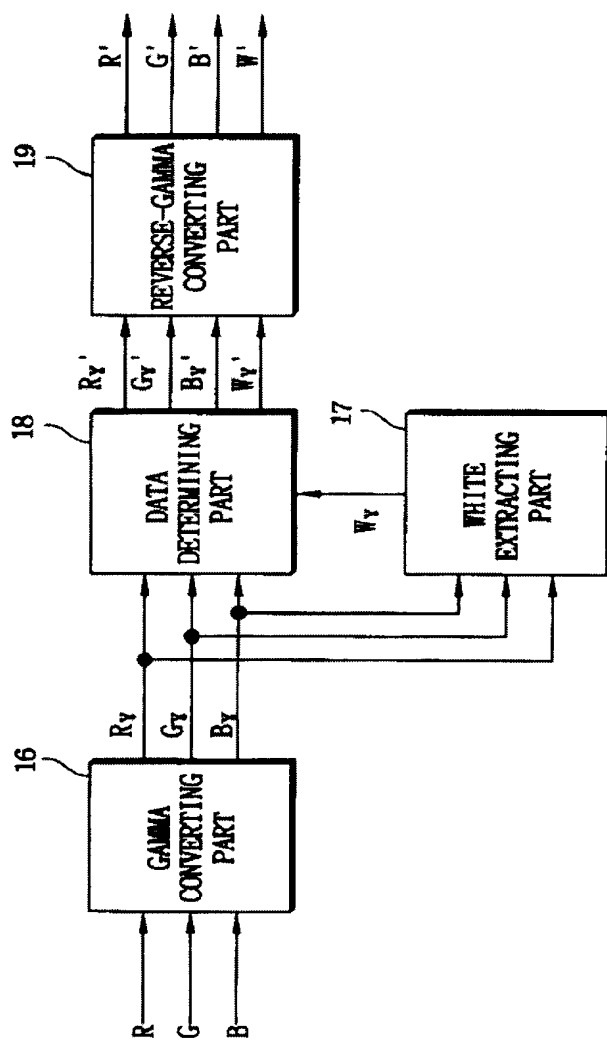 R
G
B
16
GAMMA
CONVERTING
PART
Rγ
Gγ
Bγ
18
DATA
DETERMINING
PART
17
WHITE
EXTRACTING
PART
Wγ
Rγ'
Gγ'
Bγ'
Wγ'
19
REVERSE-GAMMA
CONVERTING
PART
R'
G'
B'
W'